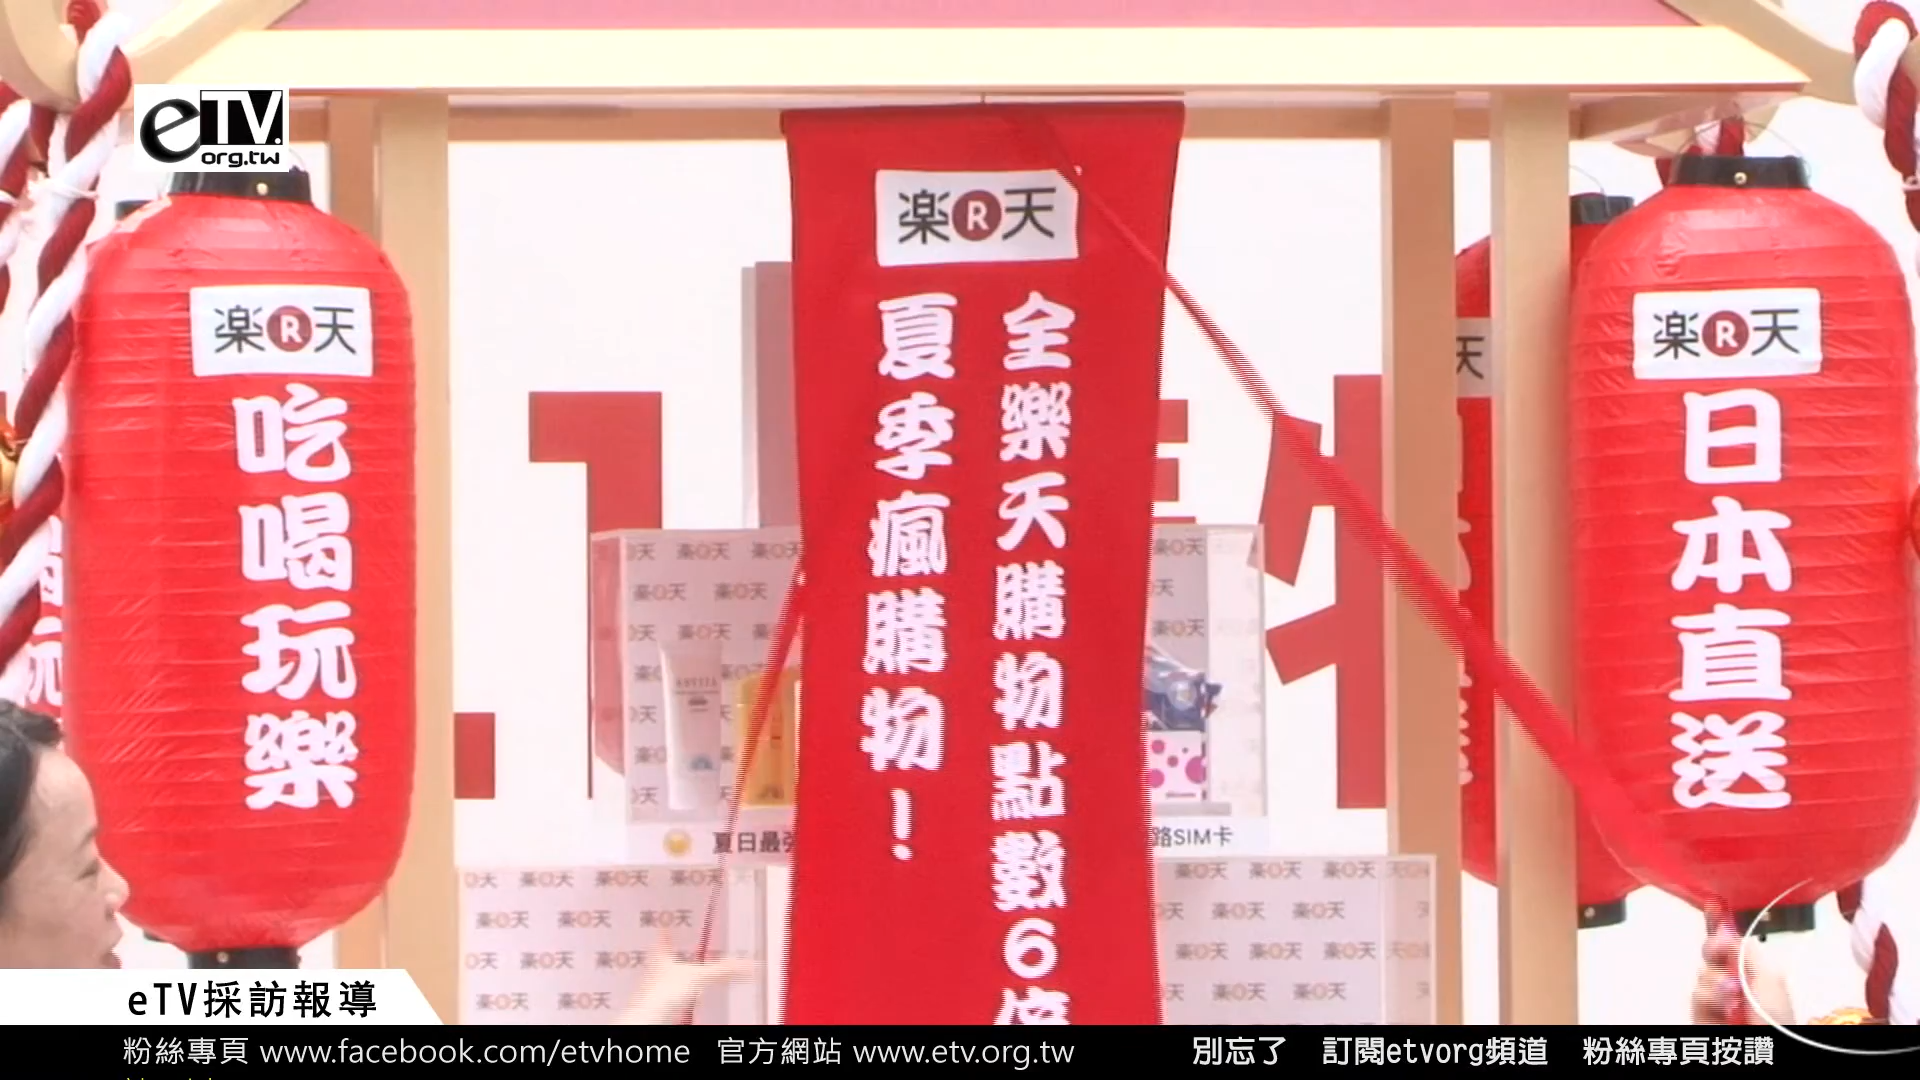 eTV.
org.tw
楽R天
吃喝玩樂
楽R天
全樂天購物點數6倍
夏季瘋購物！
楽R天
日本直送
天
夏日最
路SIM卡
eTV採訪報導
粉絲專頁 www.facebook.com/etvhome 官方網站 www.etv.org.tw 別忘了 訂閱etvorg頻道 粉絲專頁按讚